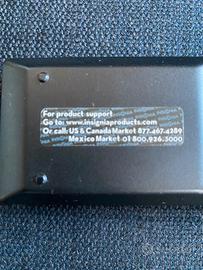 For product support
Go to: www.insigniaproducts.com
Or call: US & Canada Market 877.467.4289
Mexico Market 01 800.926.3000